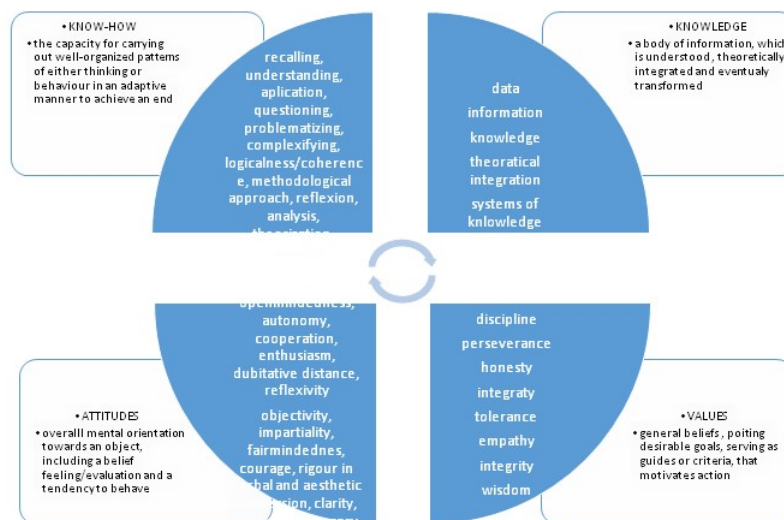 • KNOW-HOW
• the capacity for carrying
out well-organized patterns
of either thinking or
behaviour in an adaptive
manner to achieve an end
recalling,
understanding,
aplication,
questioning,
problematizing,
complexifying,
logicalness/coherenc
e, methodological
approach, reflexion,
analysis,
data
information
knowledge
theoratical
integration
systems of
knlowledge
• KNOWLEDGE
• a body of information, which
is understood, theoretically
integrated and eventualy
transformed
• ATTITUDES
• overalll mental orientation
towards an object,
including a belief
feeling/evaluation and a
tendency to behave
openmindedness,
autonomy,
cooperation,
enthusiasm,
dubitative distance,
reflexivity
objectivity,
impartiality,
fairmindednes,
courage, rigour in
and aesthetic
clarity,
discipline
perseverance
honesty
integraty
tolerance
empathy
integrity
wisdom
• VALUES
• general beliefs, poiting
desirable goals, serving as
guides or criteria, that
motivates action